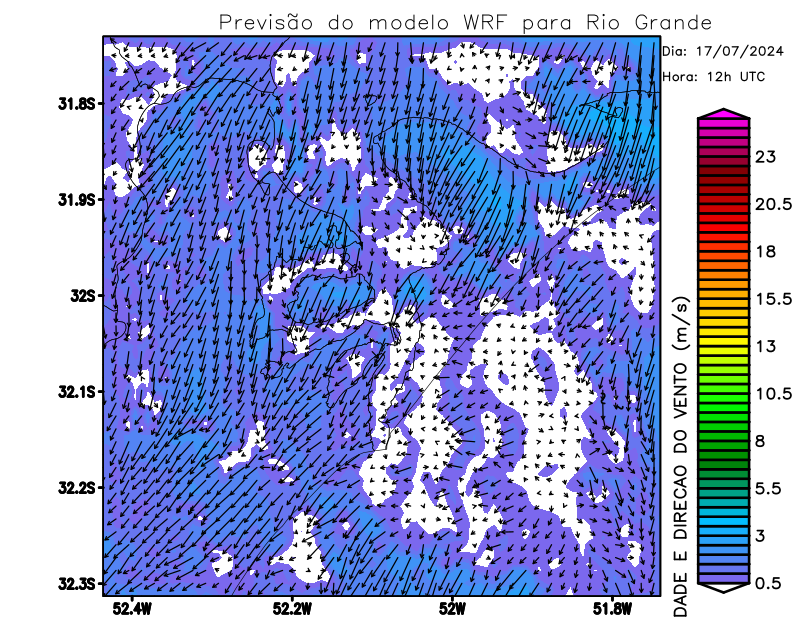 Previsão do modelo WRF para Rio Grande
Dia: 17/07/2024
Hora: 12h UTC
31.8S
31.9S
32S
32.1S
32.2S
32.3S
52.4W
52.2W
52W
51.8W
23
20.5
18
15.5
13
10.5
8
5.5
3
0.5
DADE E DIRECAO DO VENTO (m/s)